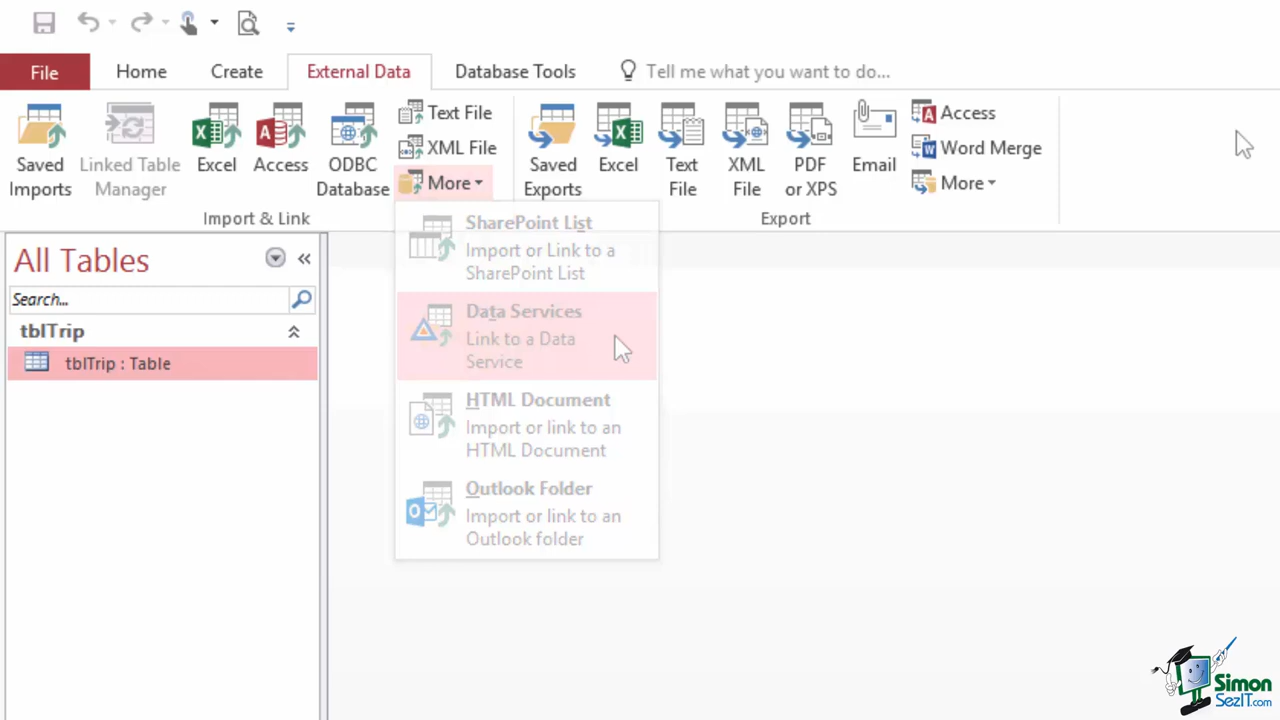 File
Home
Create
External Data
Database Tools
Tell me what you want to do...
Saved
Imports
Linked Table
Manager
Excel
Access
ODBC
Database
Text File
XML File
More
Import & Link
Saved
Exports
Excel
Text
File
XML
File
PDF
or XPS
Email
Access
Word Merge
More
Export
All Tables
Search...
tblTrip
tblTrip : Table
SharePoint List
Import or Link to a
SharePoint List
Data Services
Link to a Data
Service
HTML Document
Import or link to an
HTML Document
Outlook Folder
Import or link to an
Outlook folder
Simon
SezIT.com